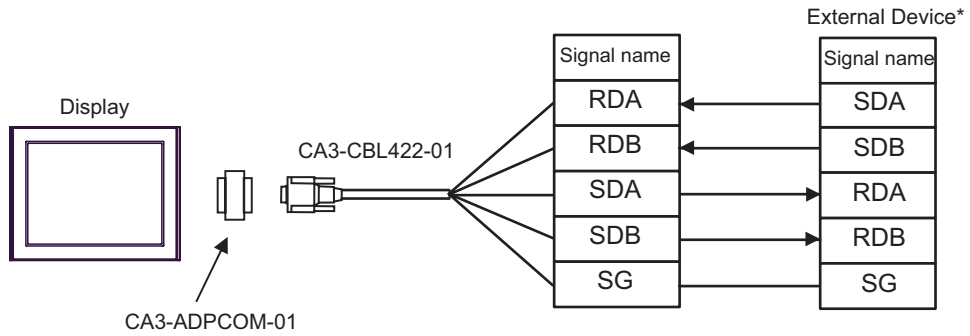 External Device*
Signal name
Signal name
Display
RDA
SDA
CA3-CBL422-01
RDB
SDB
SDA
RDA
SDB
RDB
SG
SG
CA3-ADPCOM-01